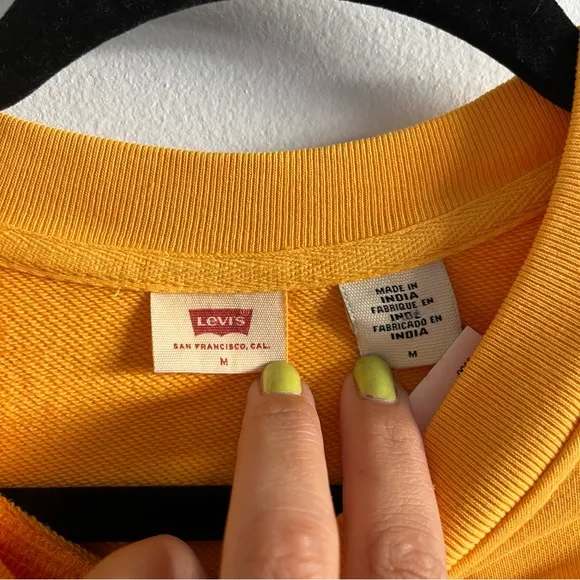 Levi's
SAN FRANCISCO, CAL.
M
MADE IN
INDIA
FABRIQUE EN
INDE
FABRICADO EN
INDIA
M